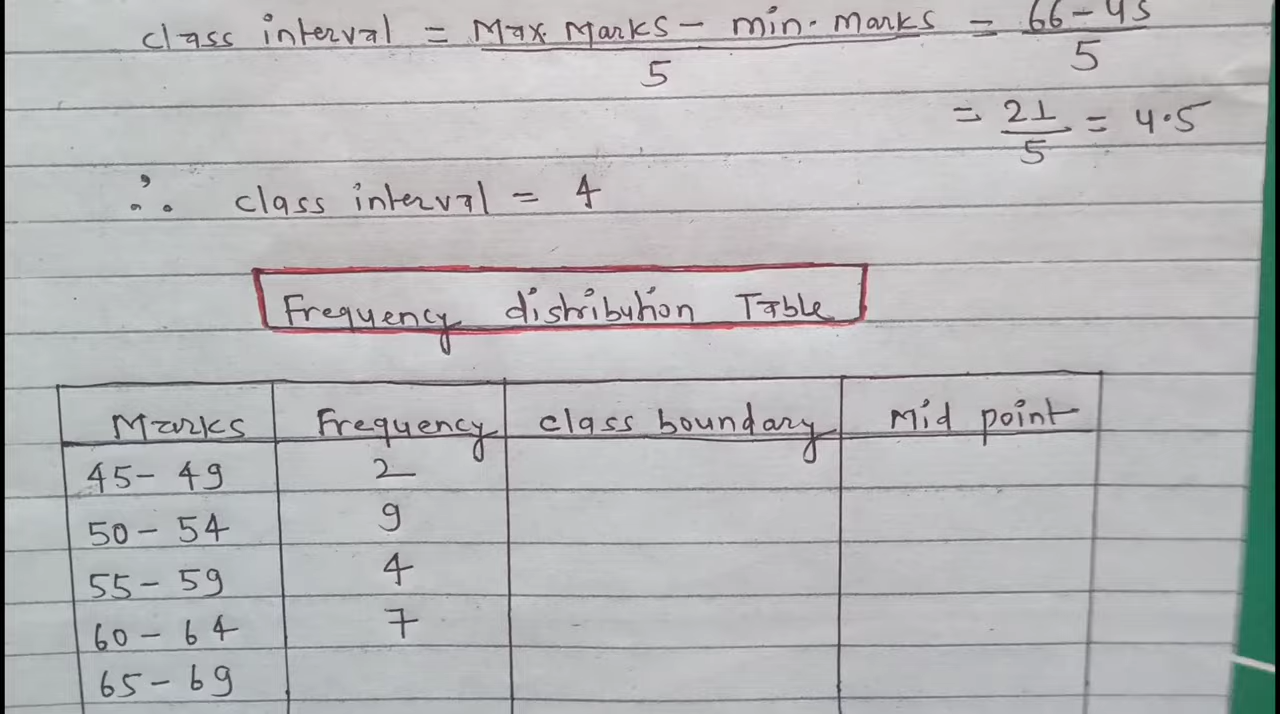 class interval = Max. Marks - min. marks = 66-45
5 5
= 21 = 4.5
5
∴ class interval = 4
Frequency distribution Table
Marks Frequency class boundary Mid point
45- 49 2
50 - 54 9
55 - 59 4
60 - 64 7
65 - 69